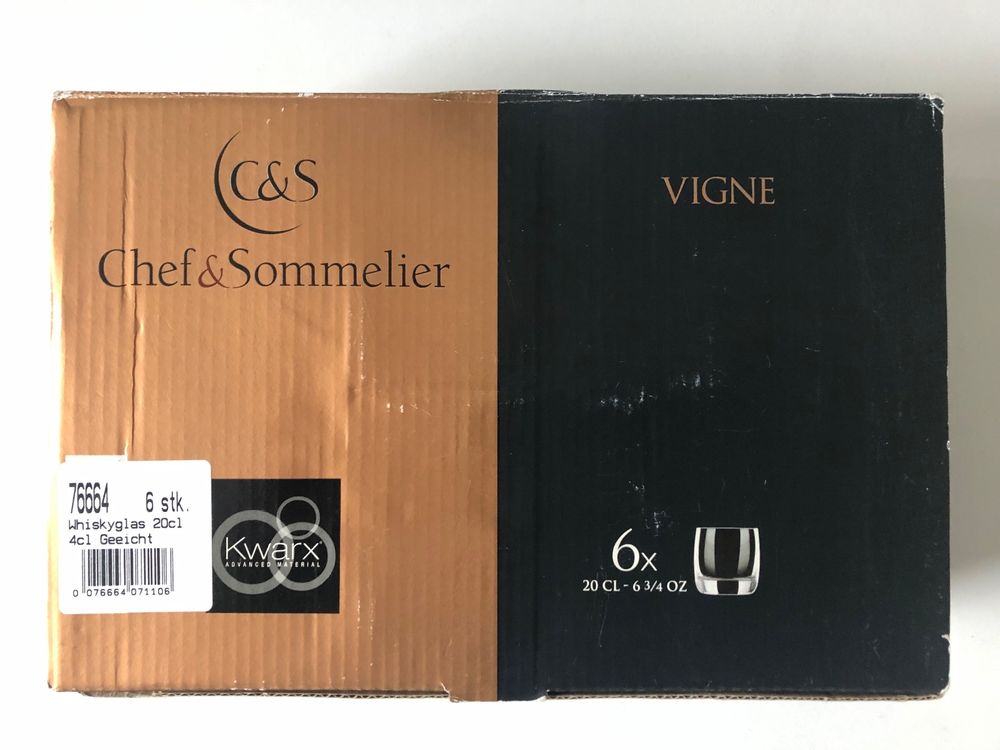 C&S
Chef&Sommelier
VIGNE
76664 6 stk.
Whiskyglas 20cl
4cl Geeicht
0 076664 071106
Kwarx
ADVANCED MATERIAL
6x
20 CL - 6 3/4 OZ